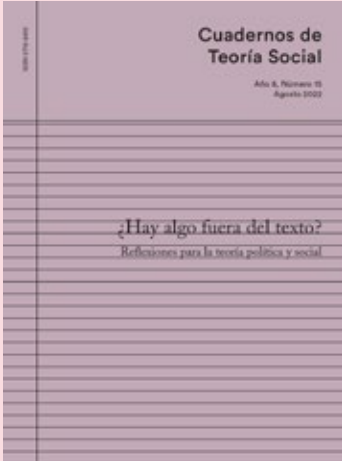 Cuadernos de
Teoría Social
Año 8, Número 15
Agosto 2022
¿Hay algo fuera del texto?
Reflexiones para la teoría política y social